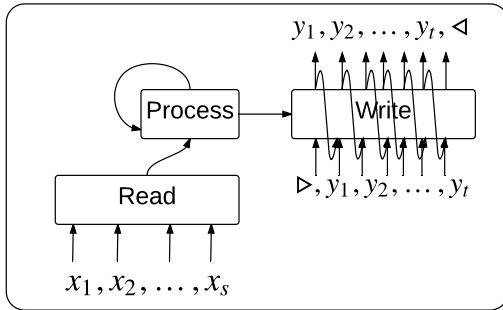 y₁, y₂, …, yₜ, ◁
Process
Write
Read
▷, y₁, y₂, …, yₜ
x₁, x₂, …, xₛ